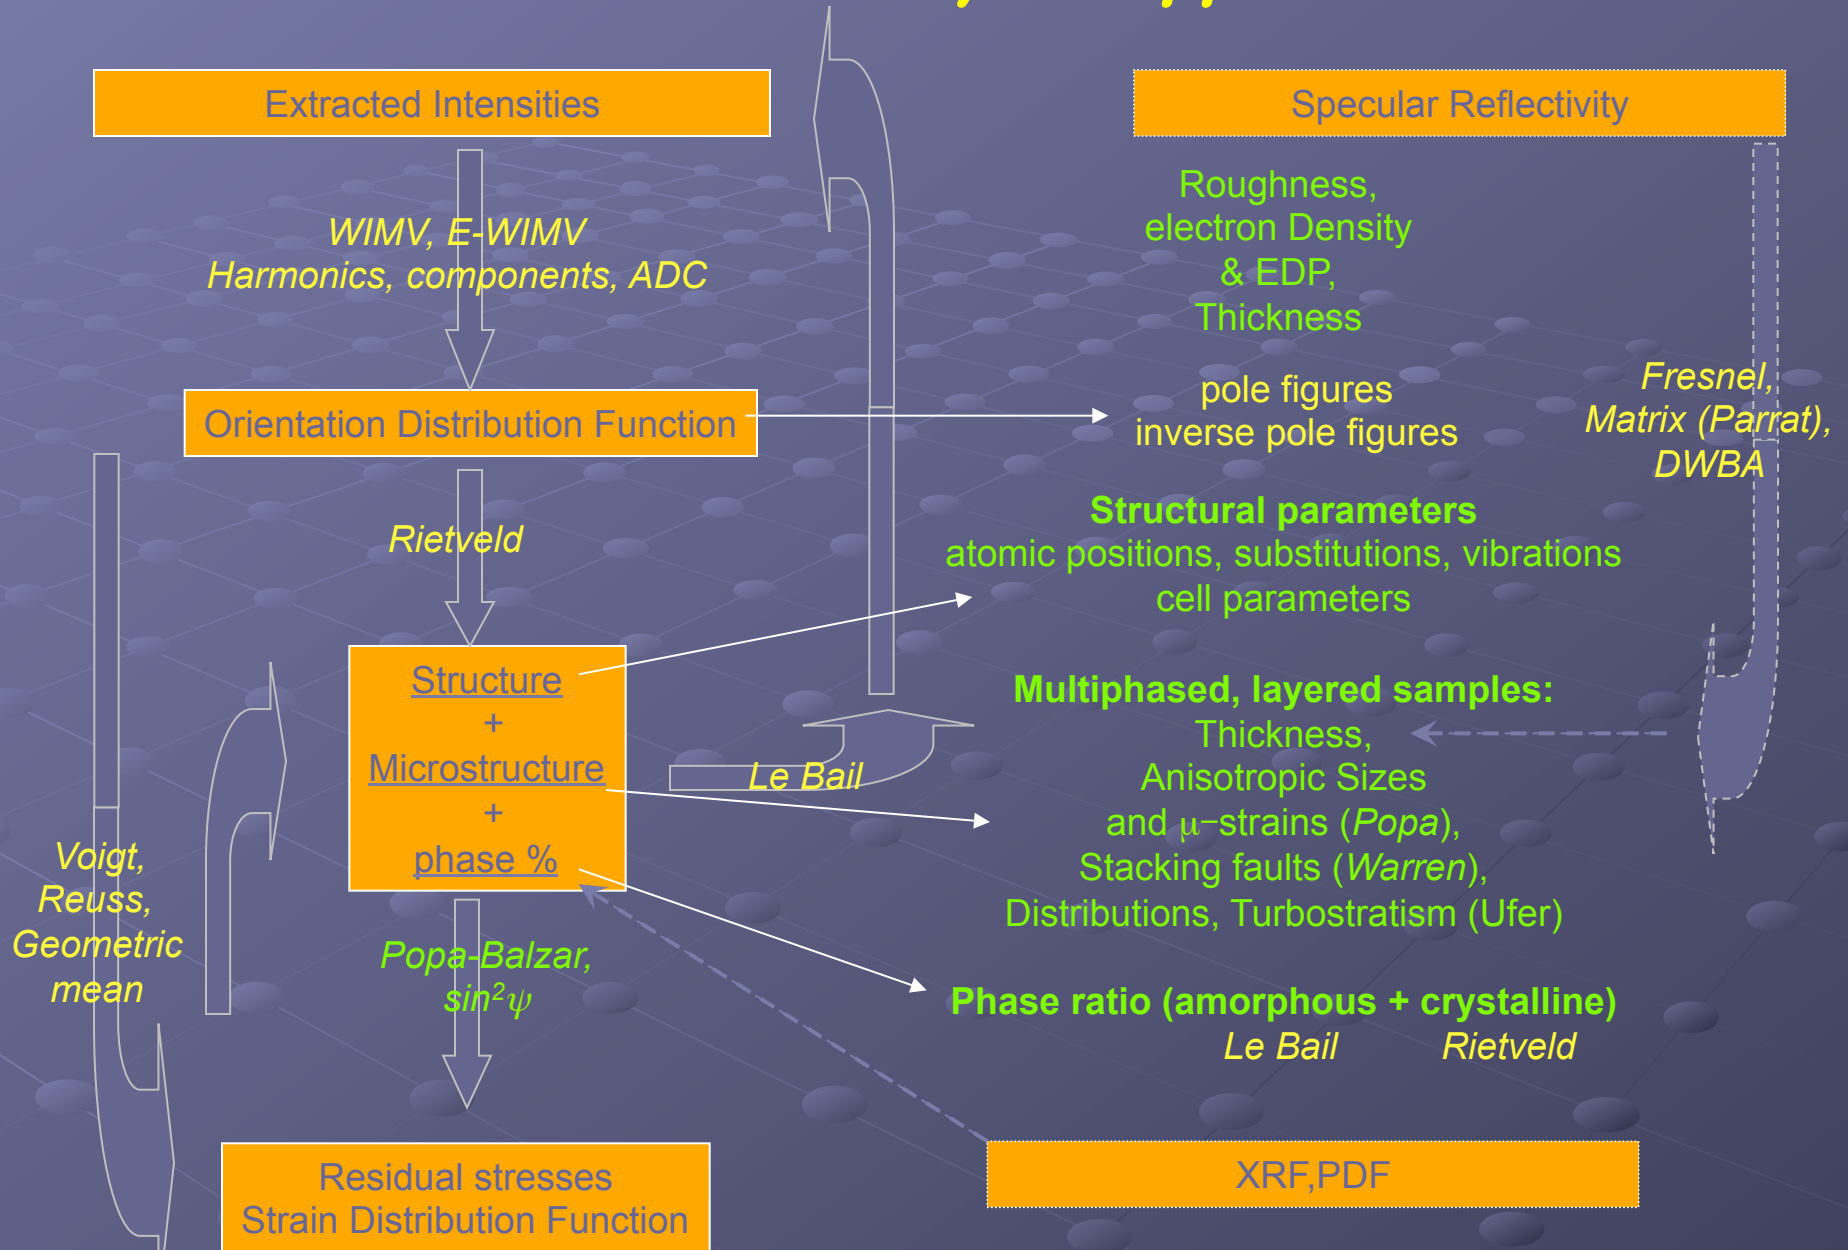 Extracted Intensities
Specular Reflectivity
WIMV, E-WIMV
Harmonics, components, ADC
Roughness,
electron Density
& EDP,
Thickness
Orientation Distribution Function
pole figures
inverse pole figures
Fresnel,
Matrix (Parrat),
DWBA
Rietveld
Structural parameters
atomic positions, substitutions, vibrations
cell parameters
Structure
+
Microstructure
+
phase %
Le Bail
Multiphased, layered samples:
Thickness,
Anisotropic Sizes
and μ–strains (Popa),
Stacking faults (Warren),
Distributions, Turbostratism (Ufer)
Voigt,
Reuss,
Geometric
mean
Popa-Balzar,
sin²ψ
Phase ratio (amorphous + crystalline)
Le Bail Rietveld
Residual stresses
Strain Distribution Function
XRF,PDF